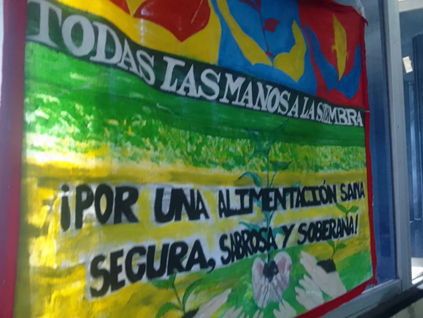 TODAS LAS MANOS A LA SIEMBRA
¡POR UNA ALIMENTACIÓN SANA
SEGURA, SABROSA Y SOBERANA!